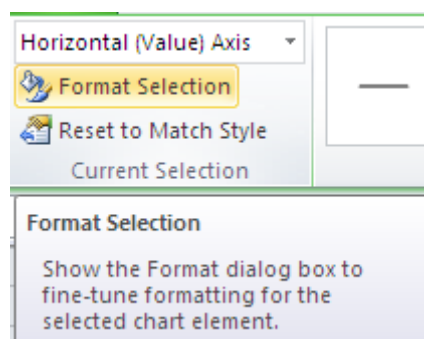 Horizontal (Value) Axis
Format Selection
Reset to Match Style
Current Selection
Format Selection
Show the Format dialog box to
fine-tune formatting for the
selected chart element.